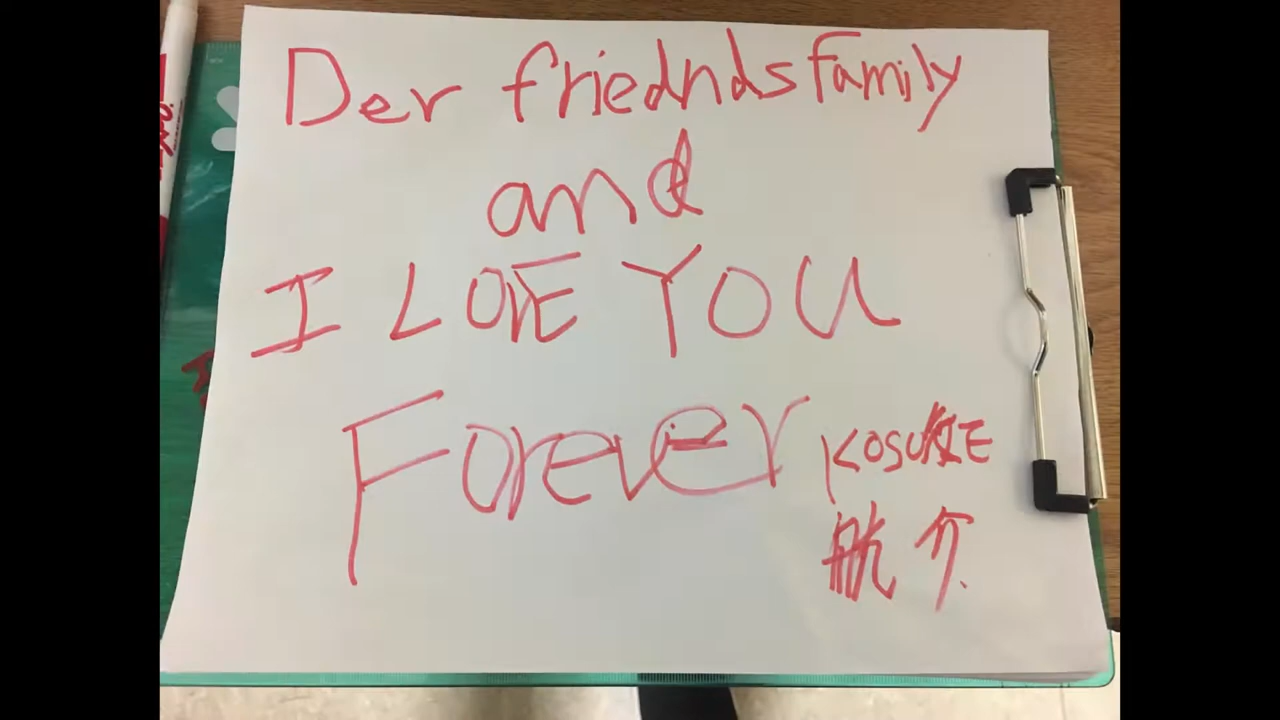 Der friedndsfamily
and
I LOVE YOU
Forever
KOSUKE
航介